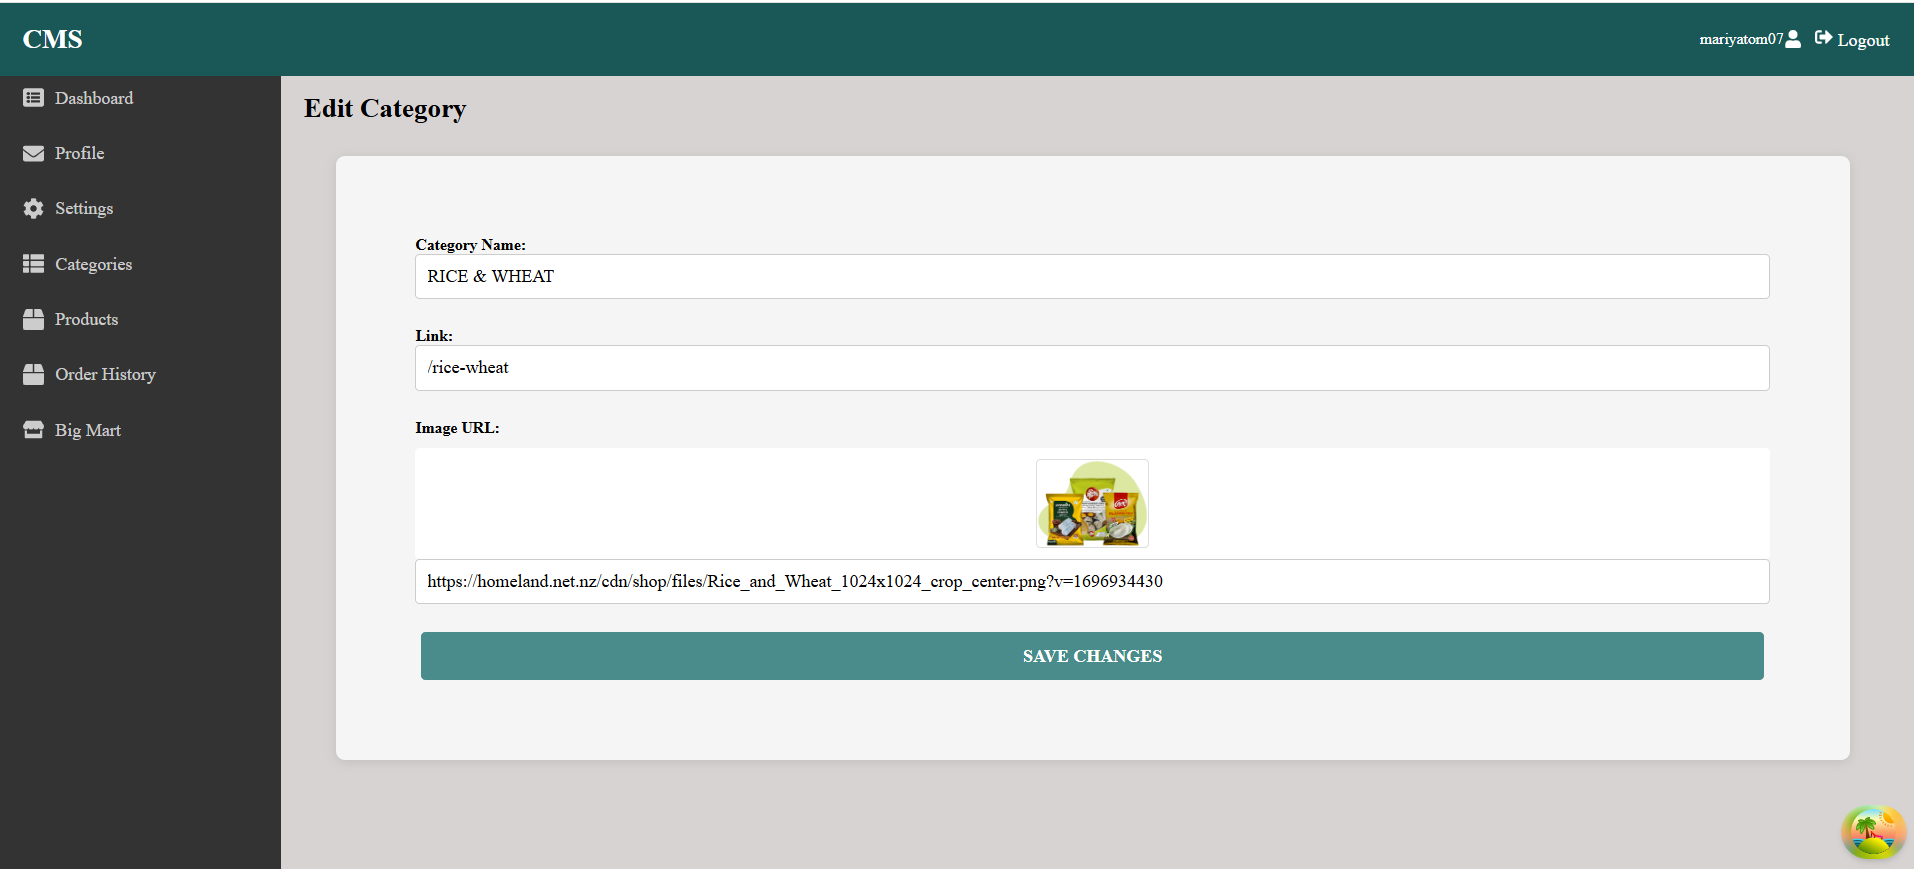 CMS
mariyatom07
Logout
Dashboard
Profile
Settings
Categories
Products
Order History
Big Mart
Edit Category
Category Name:
RICE & WHEAT
Link:
/rice-wheat
Image URL:
https://homeland.net.nz/cdn/shop/files/Rice_and_Wheat_1024x1024_crop_center.png?v=1696934430
SAVE CHANGES